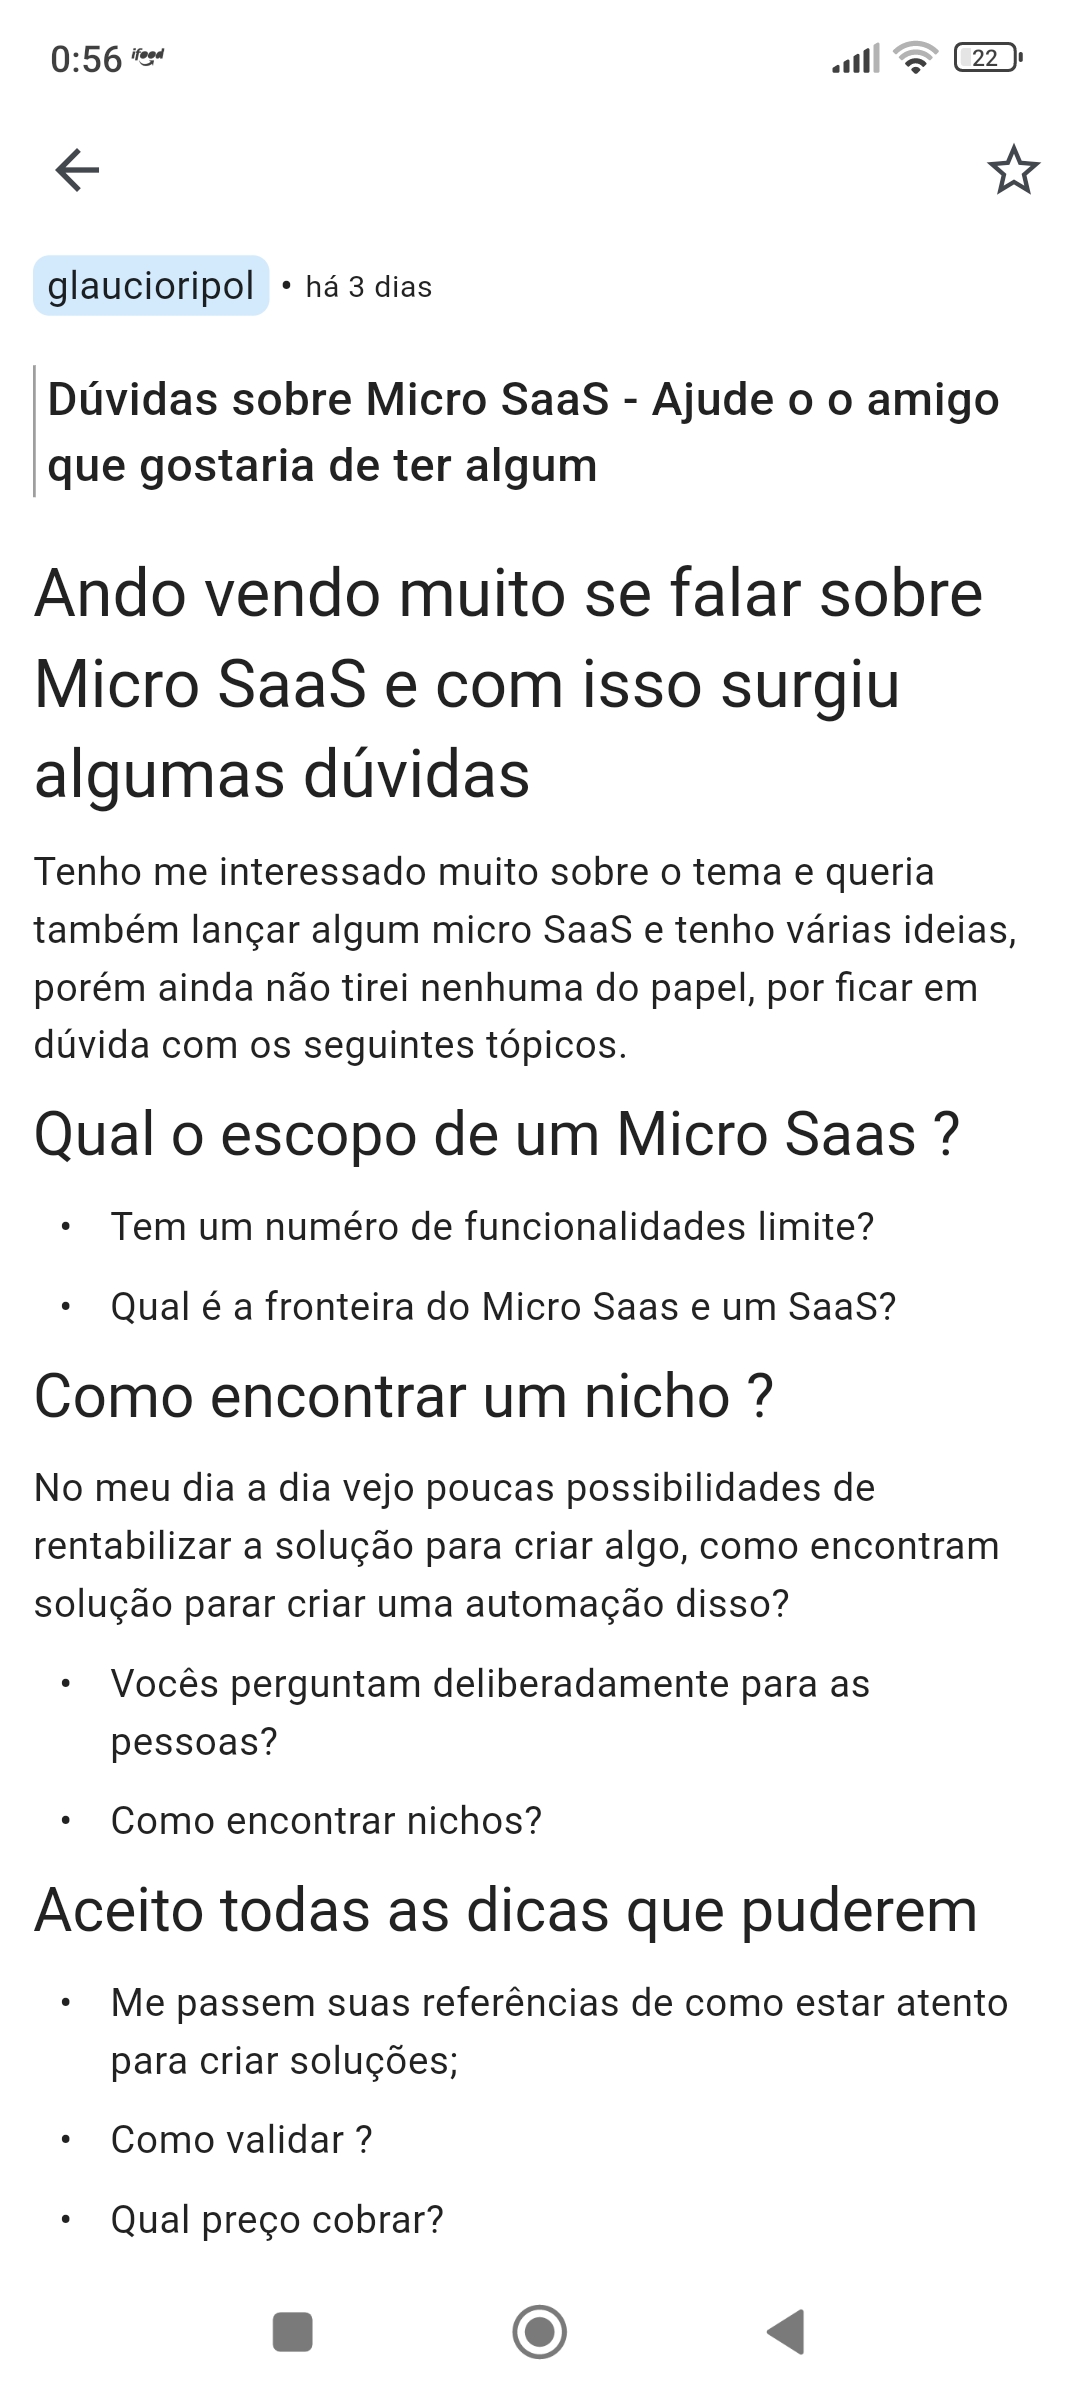 0:56 ifood
22
glaucioripol • há 3 dias
Dúvidas sobre Micro SaaS - Ajude o o amigo
que gostaria de ter algum
Ando vendo muito se falar sobre
Micro SaaS e com isso surgiu
algumas dúvidas
Tenho me interessado muito sobre o tema e queria
também lançar algum micro SaaS e tenho várias ideias,
porém ainda não tirei nenhuma do papel, por ficar em
dúvida com os seguintes tópicos.
Qual o escopo de um Micro Saas ?
• Tem um numéro de funcionalidades limite?
• Qual é a fronteira do Micro Saas e um SaaS?
Como encontrar um nicho ?
No meu dia a dia vejo poucas possibilidades de
rentabilizar a solução para criar algo, como encontram
solução parar criar uma automação disso?
• Vocês perguntam deliberadamente para as
pessoas?
• Como encontrar nichos?
Aceito todas as dicas que puderem
• Me passem suas referências de como estar atento
para criar soluções;
• Como validar ?
• Qual preço cobrar?